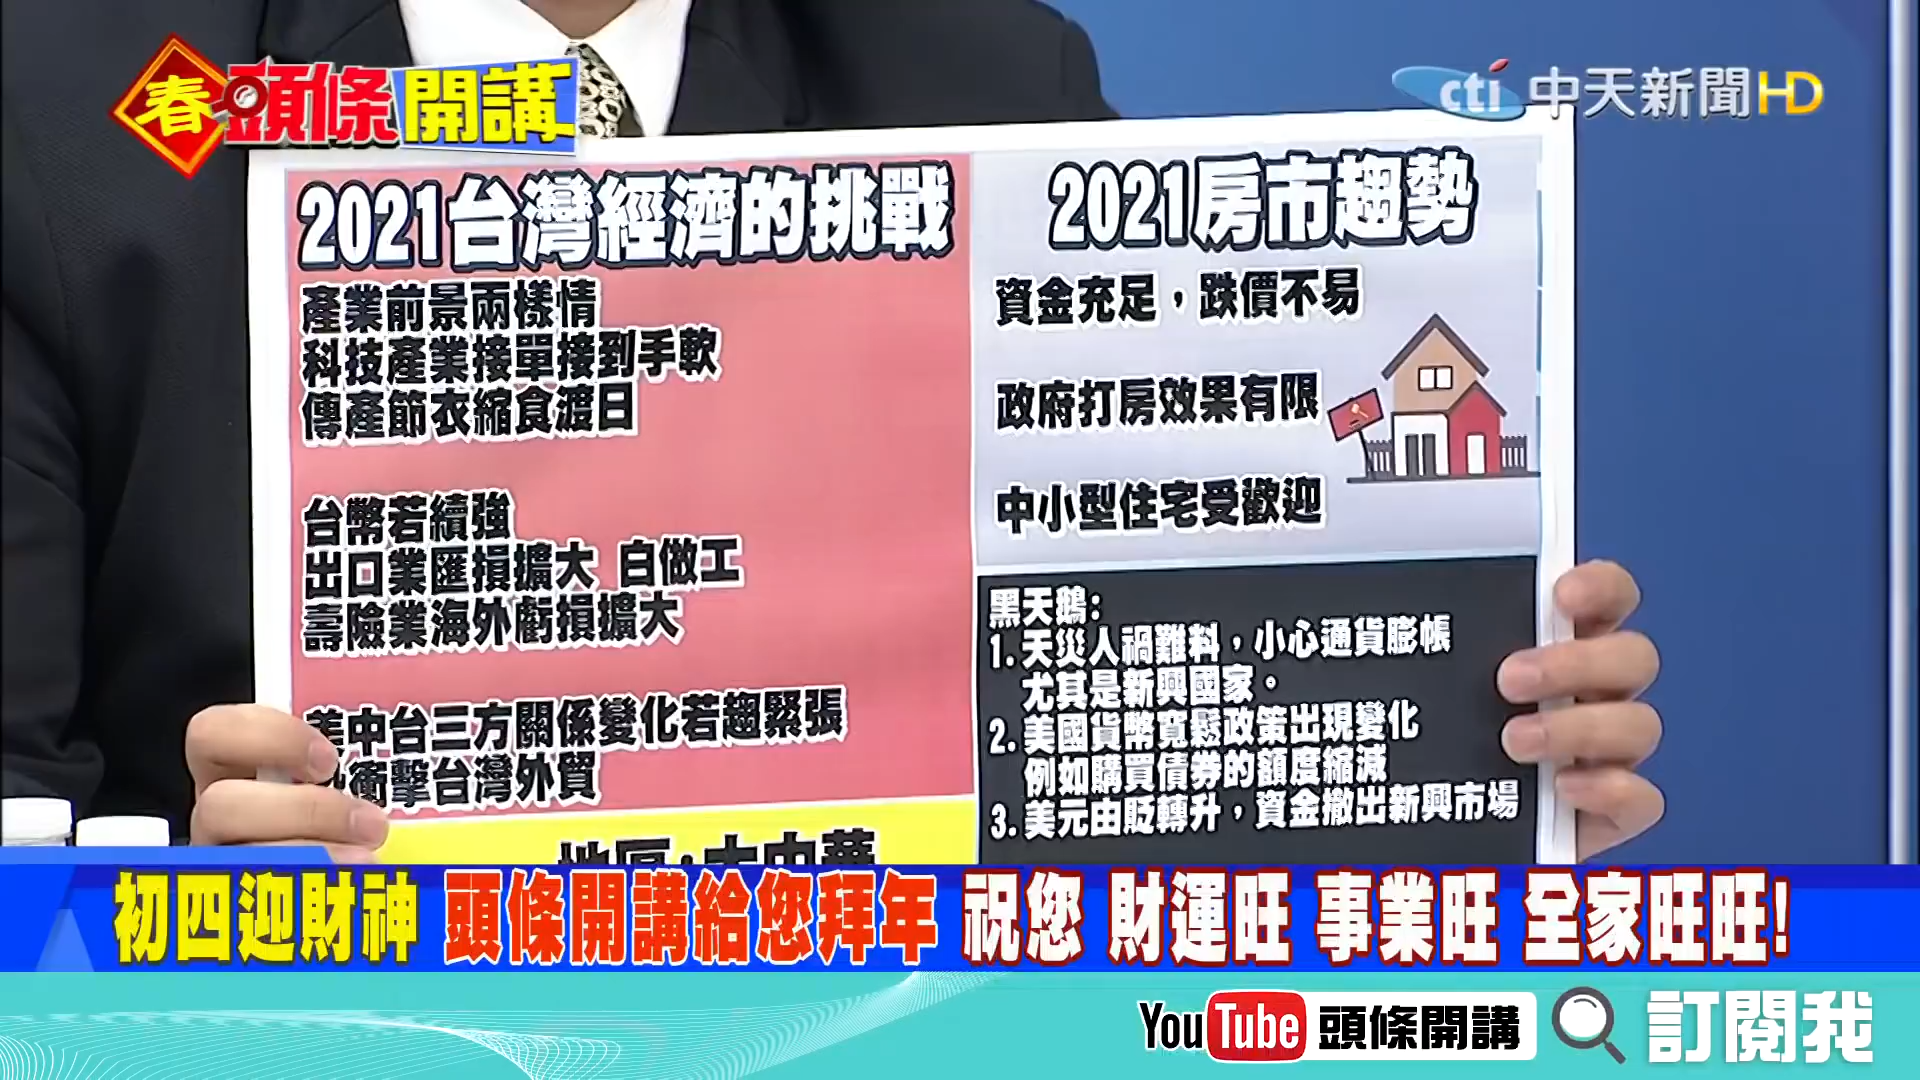 春 頭條開講
cti 中天新聞HD
2021台灣經濟的挑戰
產業前景兩樣情
科技產業接單接到手軟
傳產節衣縮食渡日
台幣若續強
出口業匯損擴大 白做工
壽險業海外虧損擴大
美中台三方關係變化若趨緊張
衝擊台灣外貿
地區:大中華
2021房市趨勢
資金充足，跌價不易
政府打房效果有限
中小型住宅受歡迎
黑天鵝:
1.天災人禍難料，小心通貨膨帳
尤其是新興國家。
2.美國貨幣寬鬆政策出現變化
例如購買債券的額度縮減
3.美元由貶轉升，資金撤出新興市場
初四迎財神 頭條開講給您拜年 祝您 財運旺 事業旺 全家旺旺!
YouTube 頭條開講 訂閱我